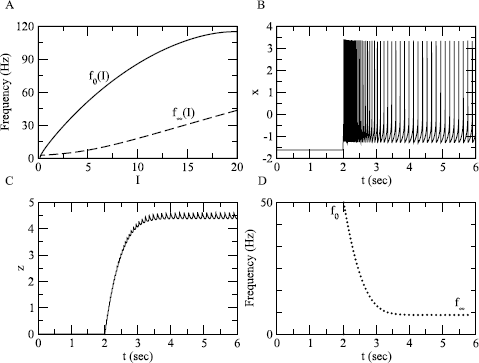 A
Frequency (Hz)
120
90
60
30
0
f0(I)
f∞(I)
0 5 10 15 20
I
B
x
4
3
2
1
0
-1
-2
0 1 2 3 4 5 6
t (sec)
C
z
5
4
3
2
1
0
0 1 2 3 4 5 6
t (sec)
D
Frequency (Hz)
50
0
f0
f∞
0 1 2 3 4 5 6
t (sec)